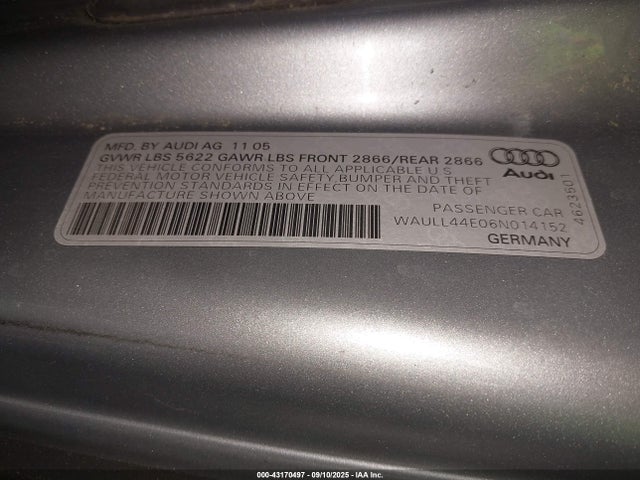 MFD. BY AUDI AG 11 05
GVWR LBS 5622 GAWR LBS FRONT 2866/REAR 2866
THIS VEHICLE CONFORMS TO ALL APPLICABLE U S
FEDERAL MOTOR VEHICLE SAFETY,BUMPER AND THEFT
PREVENTION STANDARDS IN EFFECT ON THE DATE OF
MANUFACTURE SHOWN ABOVE
Audi
PASSENGER CAR
WAULL44E06N014152
GERMANY
4623501
000-43170497 - 09/10/2025 - IAA Inc.